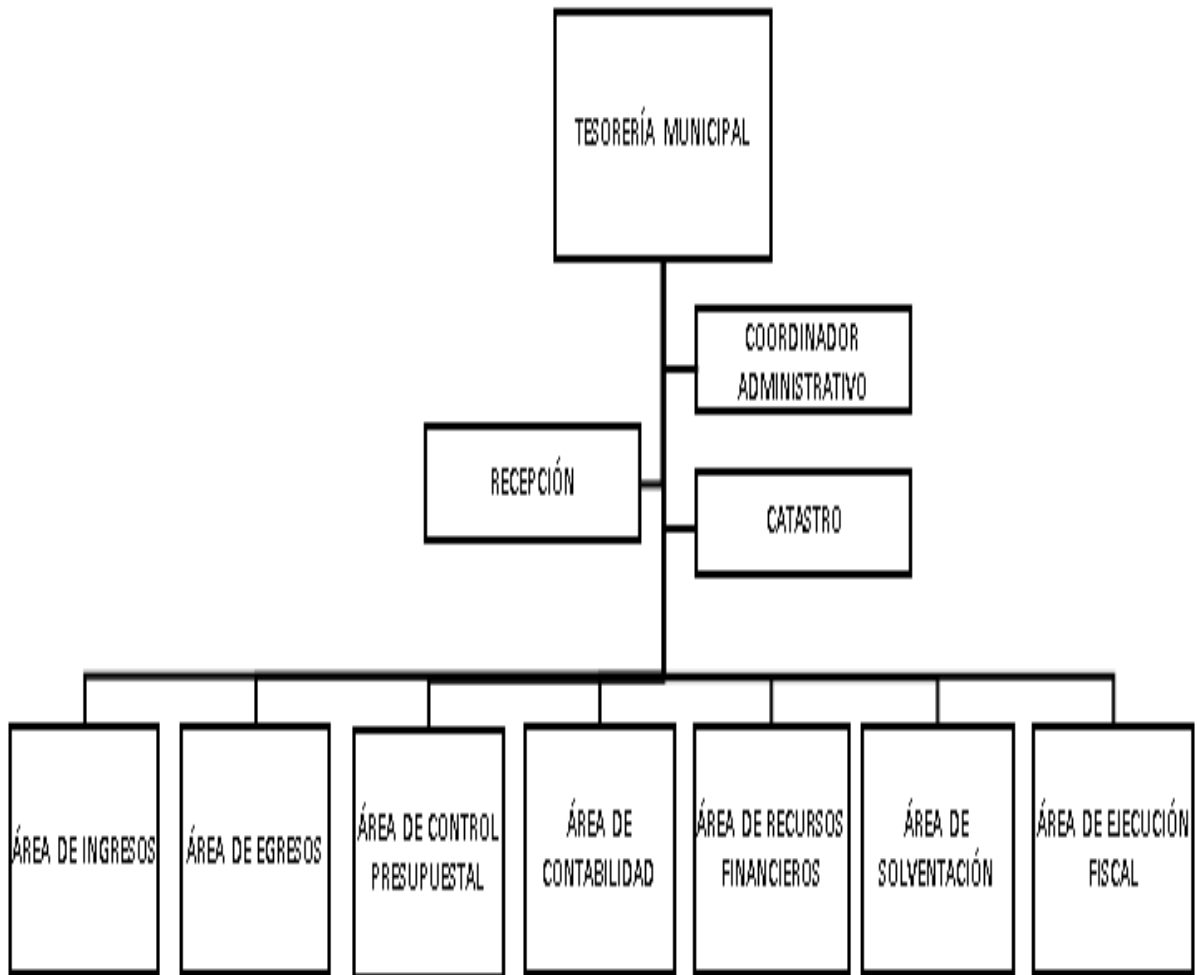 TESORERÍA MUNICIPAL
COORDINADOR
ADMINISTRATIVO
RECEPCIÓN
CATASTRO
ÁREA DE INGRESOS
ÁREA DE EGRESOS
ÁREA DE CONTROL
PRESUPUESTAL
ÁREA DE
CONTABILIDAD
ÁREA DE RECURSOS
FINANCIEROS
ÁREA DE
SOLVENTACIÓN
ÁREA DE EJECUCIÓN
FISCAL